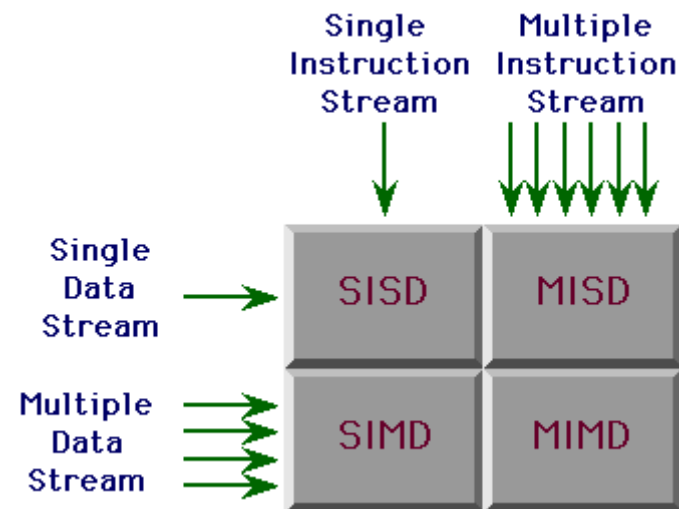 Single
Instruction
Stream
Multiple
Instruction
Stream
Single
Data
Stream
SISD
MISD
Multiple
Data
Stream
SIMD
MIMD